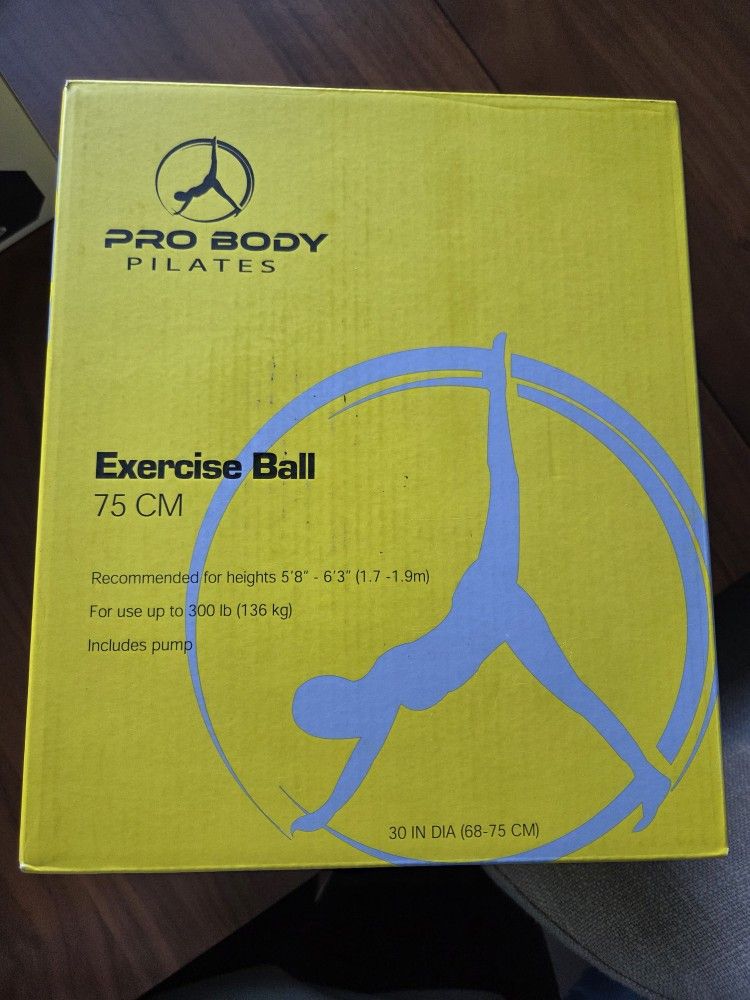 PRO BODY
PILATES
Exercise Ball
75 CM
Recommended for heights 5'8" - 6'3" (1.7 -1.9m)
For use up to 300 lb (136 kg)
Includes pump
30 IN DIA (68-75 CM)